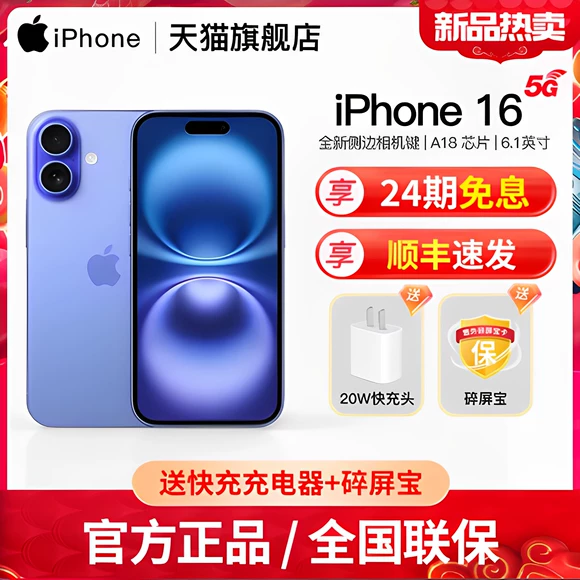 iPhone | 天猫旗舰店
新品热卖
5G
iPhone 16
全新侧边相机键 | A18 芯片 | 6.1英寸
享 24期免息
享 顺丰速发
送
送
保
20W快充头
碎屏宝
送快充充电器+碎屏宝
官方正品 / 全国联保